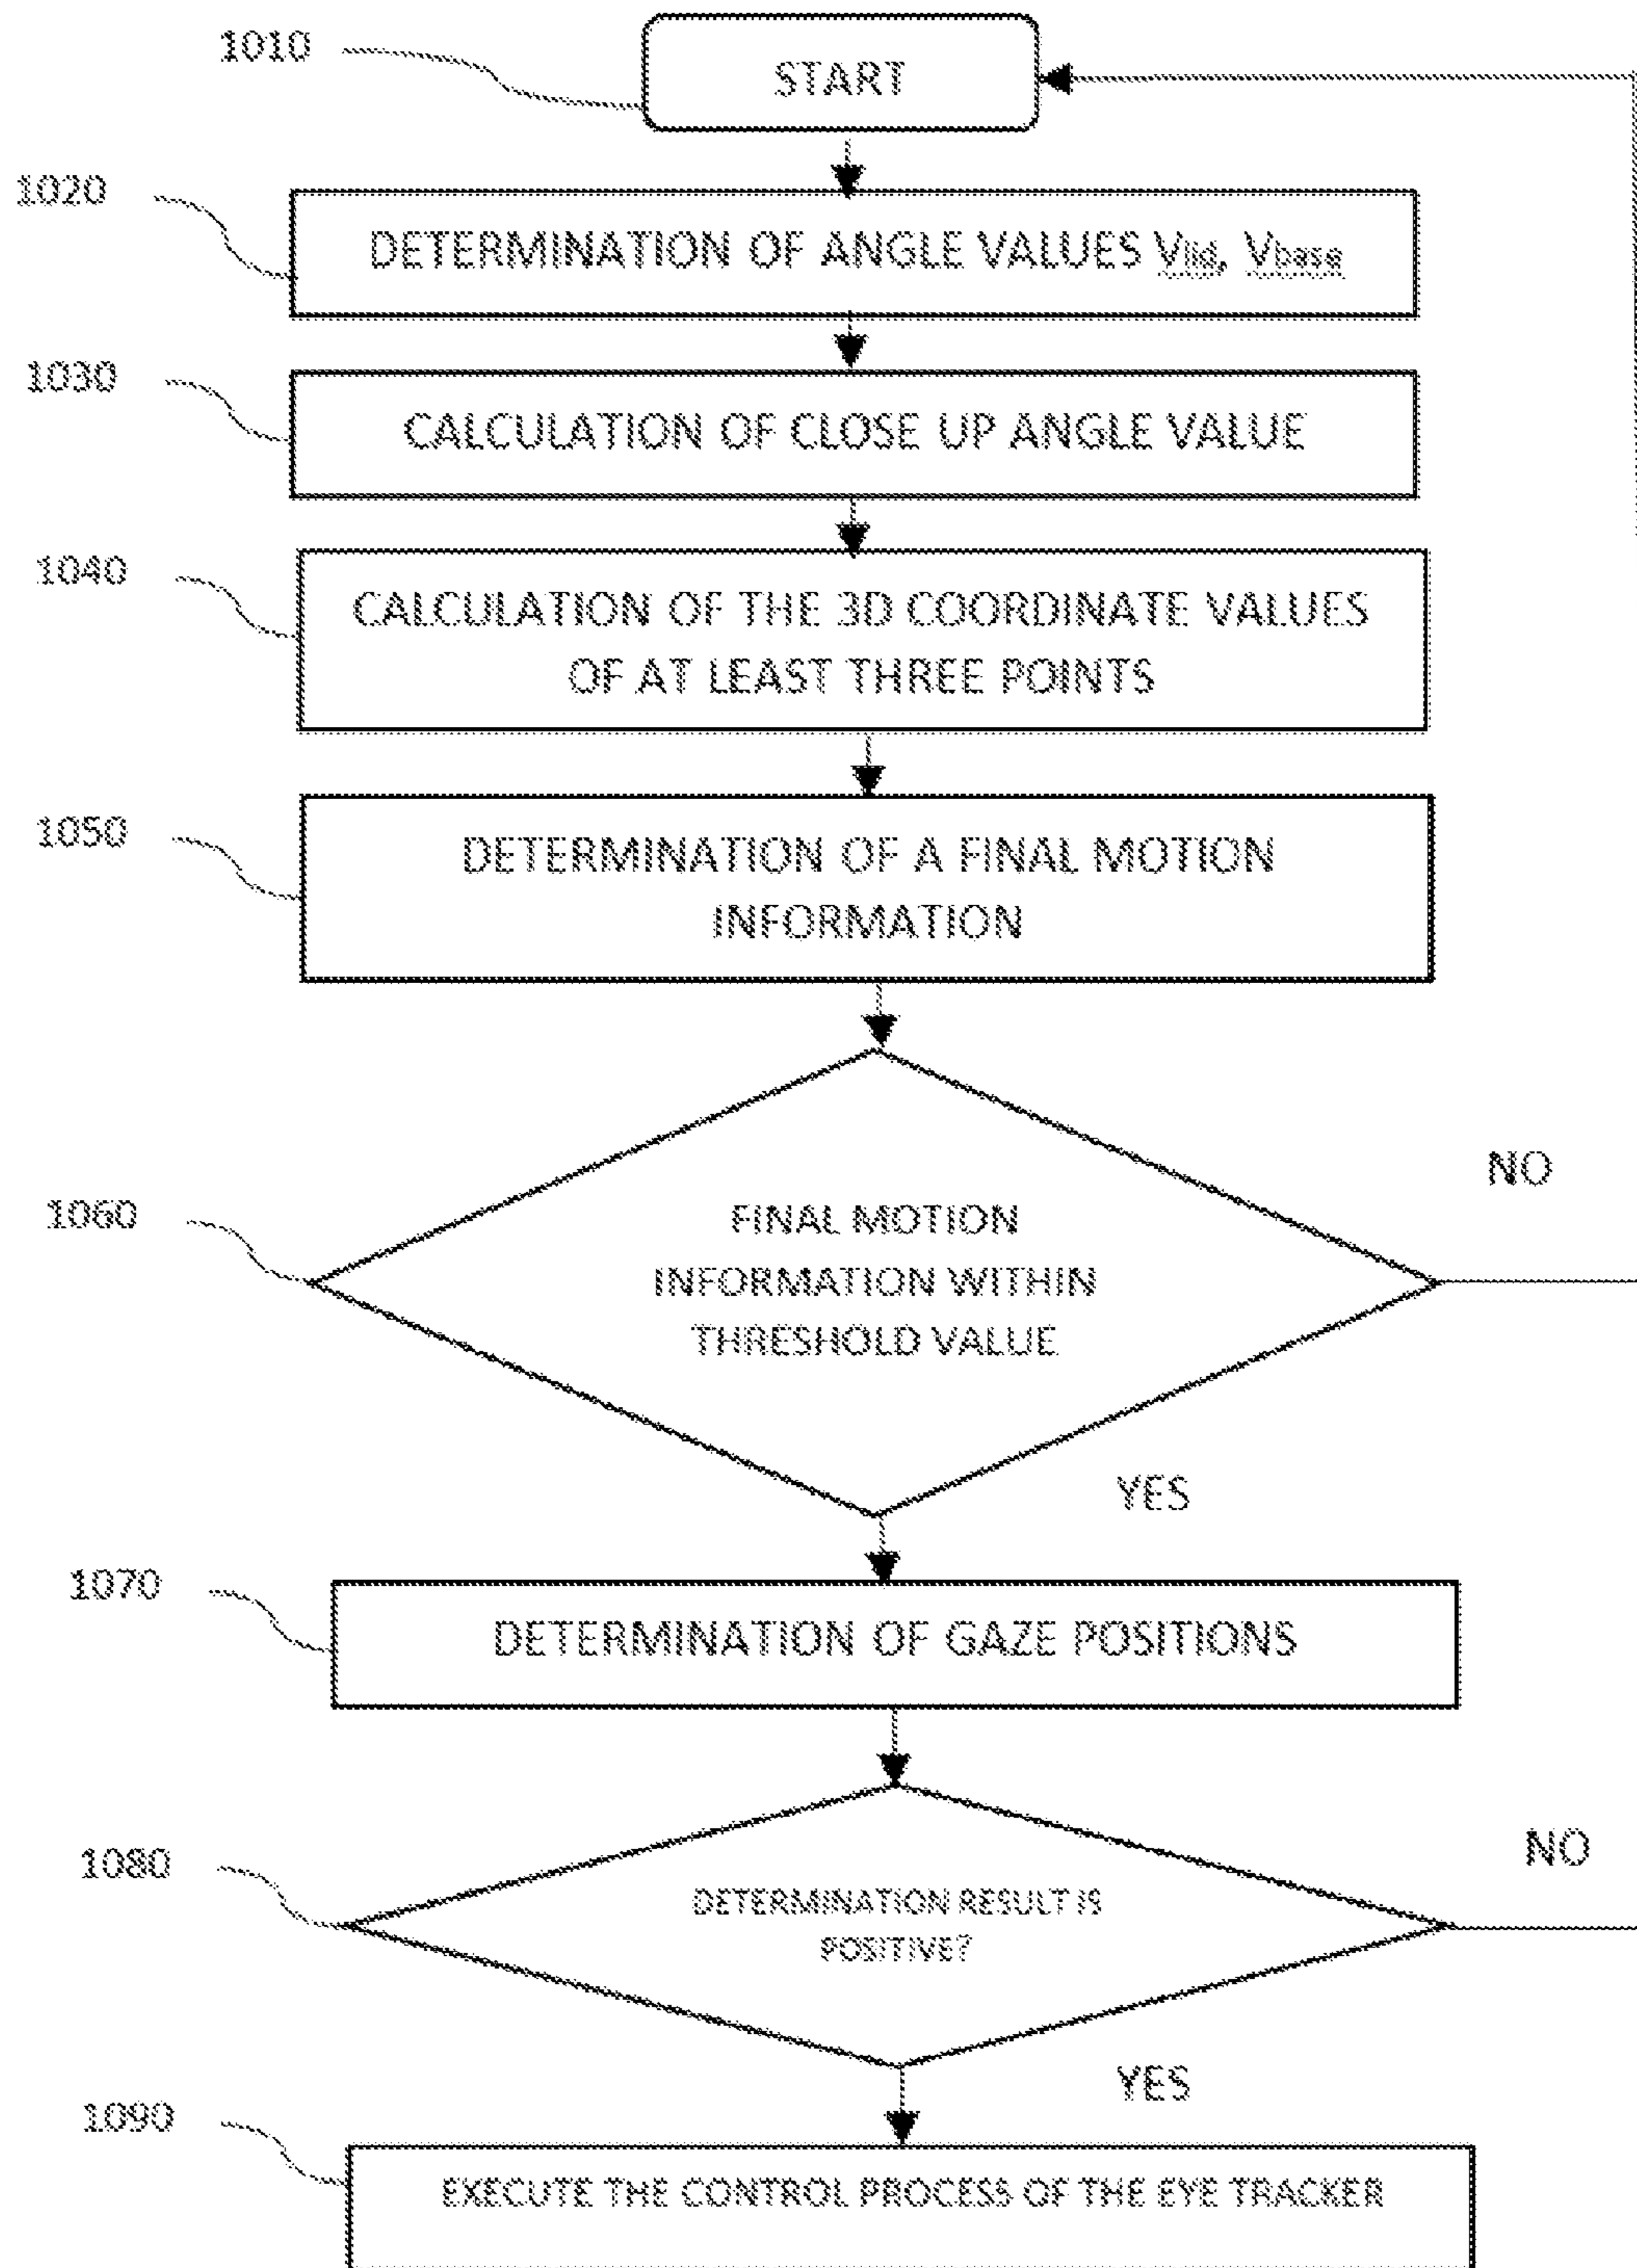 1010
START
1020
DETERMINATION OF ANGLE VALUES Vlid, Vbase
1030
CALCULATION OF CLOSE UP ANGLE VALUE
1040
CALCULATION OF THE 3D COORDINATE VALUES
OF AT LEAST THREE POINTS
1050
DETERMINATION OF A FINAL MOTION
INFORMATION
NO
1060
FINAL MOTION
INFORMATION WITHIN
THRESHOLD VALUE
YES
1070
DETERMINATION OF GAZE POSITIONS
NO
1080
DETERMINATION RESULT IS
POSITIVE?
YES
1090
EXECUTE THE CONTROL PROCESS OF THE EYE TRACKER